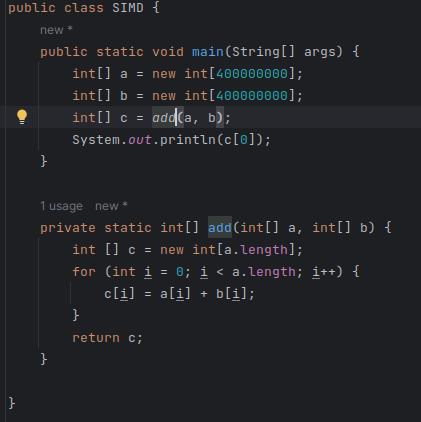 public class SIMD {
new *
public static void main(String[] args) {
int[] a = new int[400000000];
int[] b = new int[400000000];
int[] c = add(a, b);
System.out.println(c[0]);
}
1 usage new *
private static int[] add(int[] a, int[] b) {
int [] c = new int[a.length];
for (int i = 0; i < a.length; i++) {
c[i] = a[i] + b[i];
}
return c;
}
}